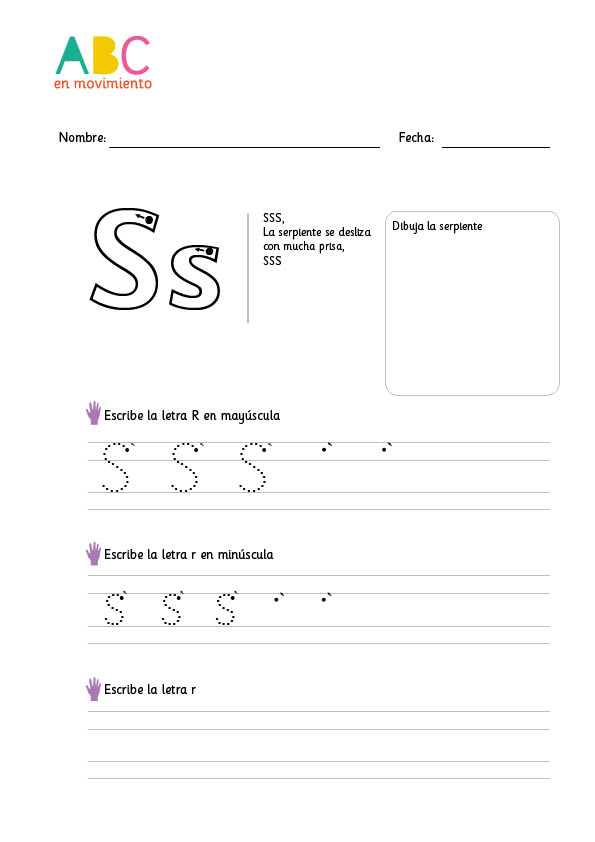 ABC
en movimiento
Nombre: Fecha:
Ss
SSS,
La serpiente se desliza
con mucha prisa,
SSS
Dibuja la serpiente
Escribe la letra R en mayúscula
S S S
Escribe la letra r en minúscula
s s s
Escribe la letra r